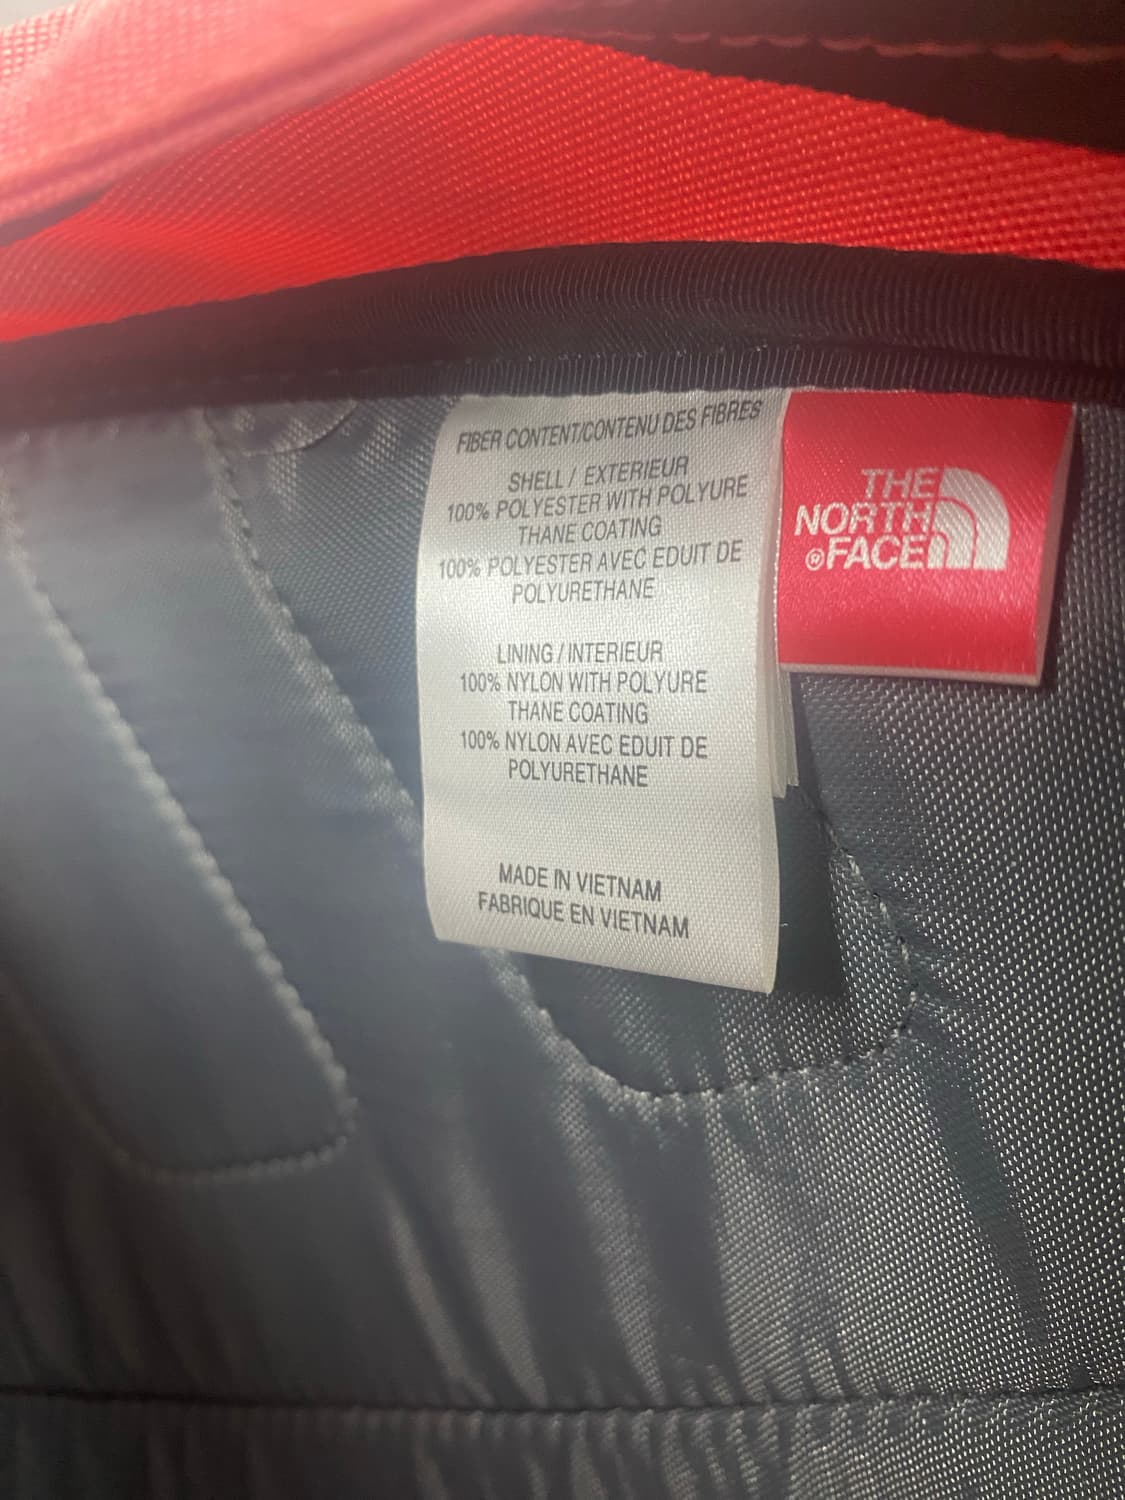 FIBER CONTENT/CONTENU DES FIBRES
SHELL / EXTERIEUR
100% POLYESTER WITH POLYURE
THANE COATING
100% POLYESTER AVEC EDUIT DE
POLYURETHANE
LINING / INTERIEUR
100% NYLON WITH POLYURE
THANE COATING
100% NYLON AVEC EDUIT DE
POLYURETHANE
MADE IN VIETNAM
FABRIQUE EN VIETNAM
THE
NORTH
®FACE